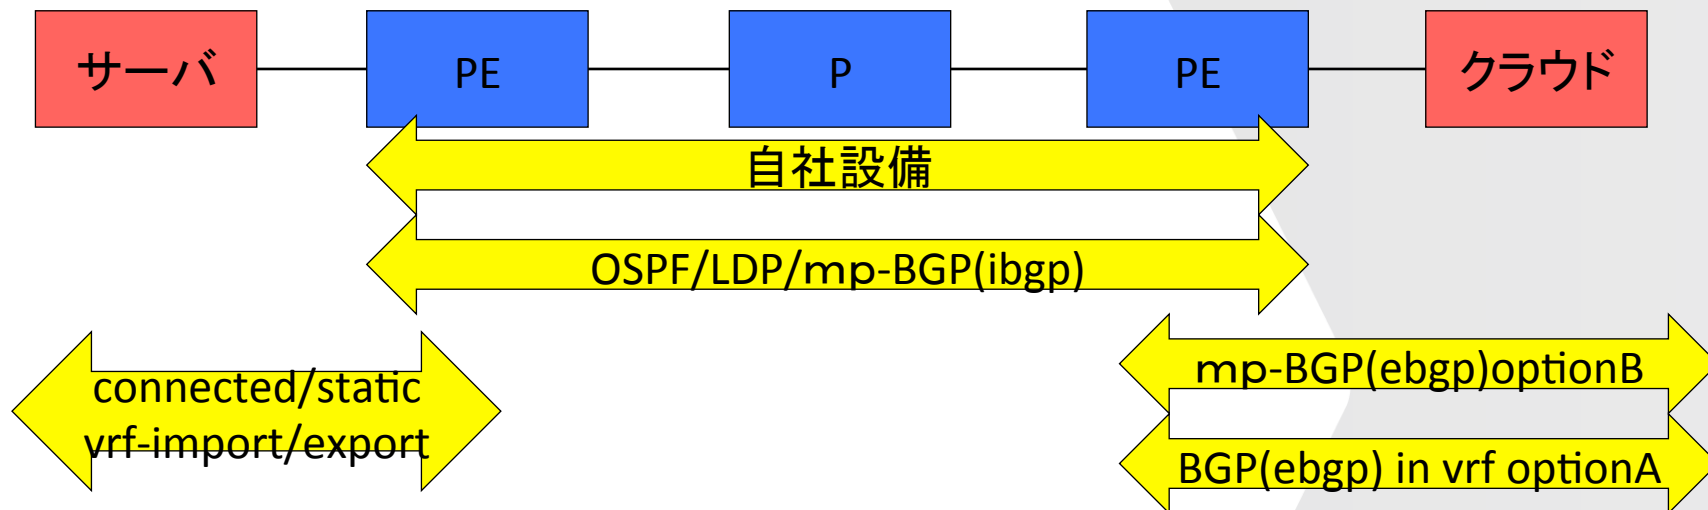 サーバ
PE
P
PE
クラウド
自社設備
OSPF/LDP/ｍｐ-BGP(ibgp)
connected/static
vrf-import/export
ｍｐ-BGP(ebgp)optionB
BGP(ebgp) in vrf optionA